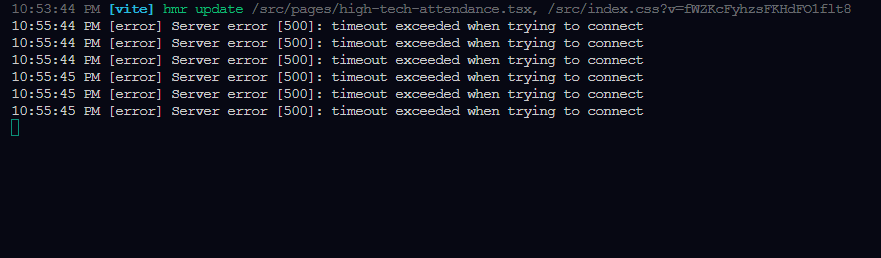 10:53:44 PM [vite] hmr update /src/pages/high-tech-attendance.tsx, /src/index.css?v=fWZKcFyhzsFKHdFO1flt8
10:55:44 PM [error] Server error [500]: timeout exceeded when trying to connect
10:55:44 PM [error] Server error [500]: timeout exceeded when trying to connect
10:55:44 PM [error] Server error [500]: timeout exceeded when trying to connect
10:55:45 PM [error] Server error [500]: timeout exceeded when trying to connect
10:55:45 PM [error] Server error [500]: timeout exceeded when trying to connect
10:55:45 PM [error] Server error [500]: timeout exceeded when trying to connect